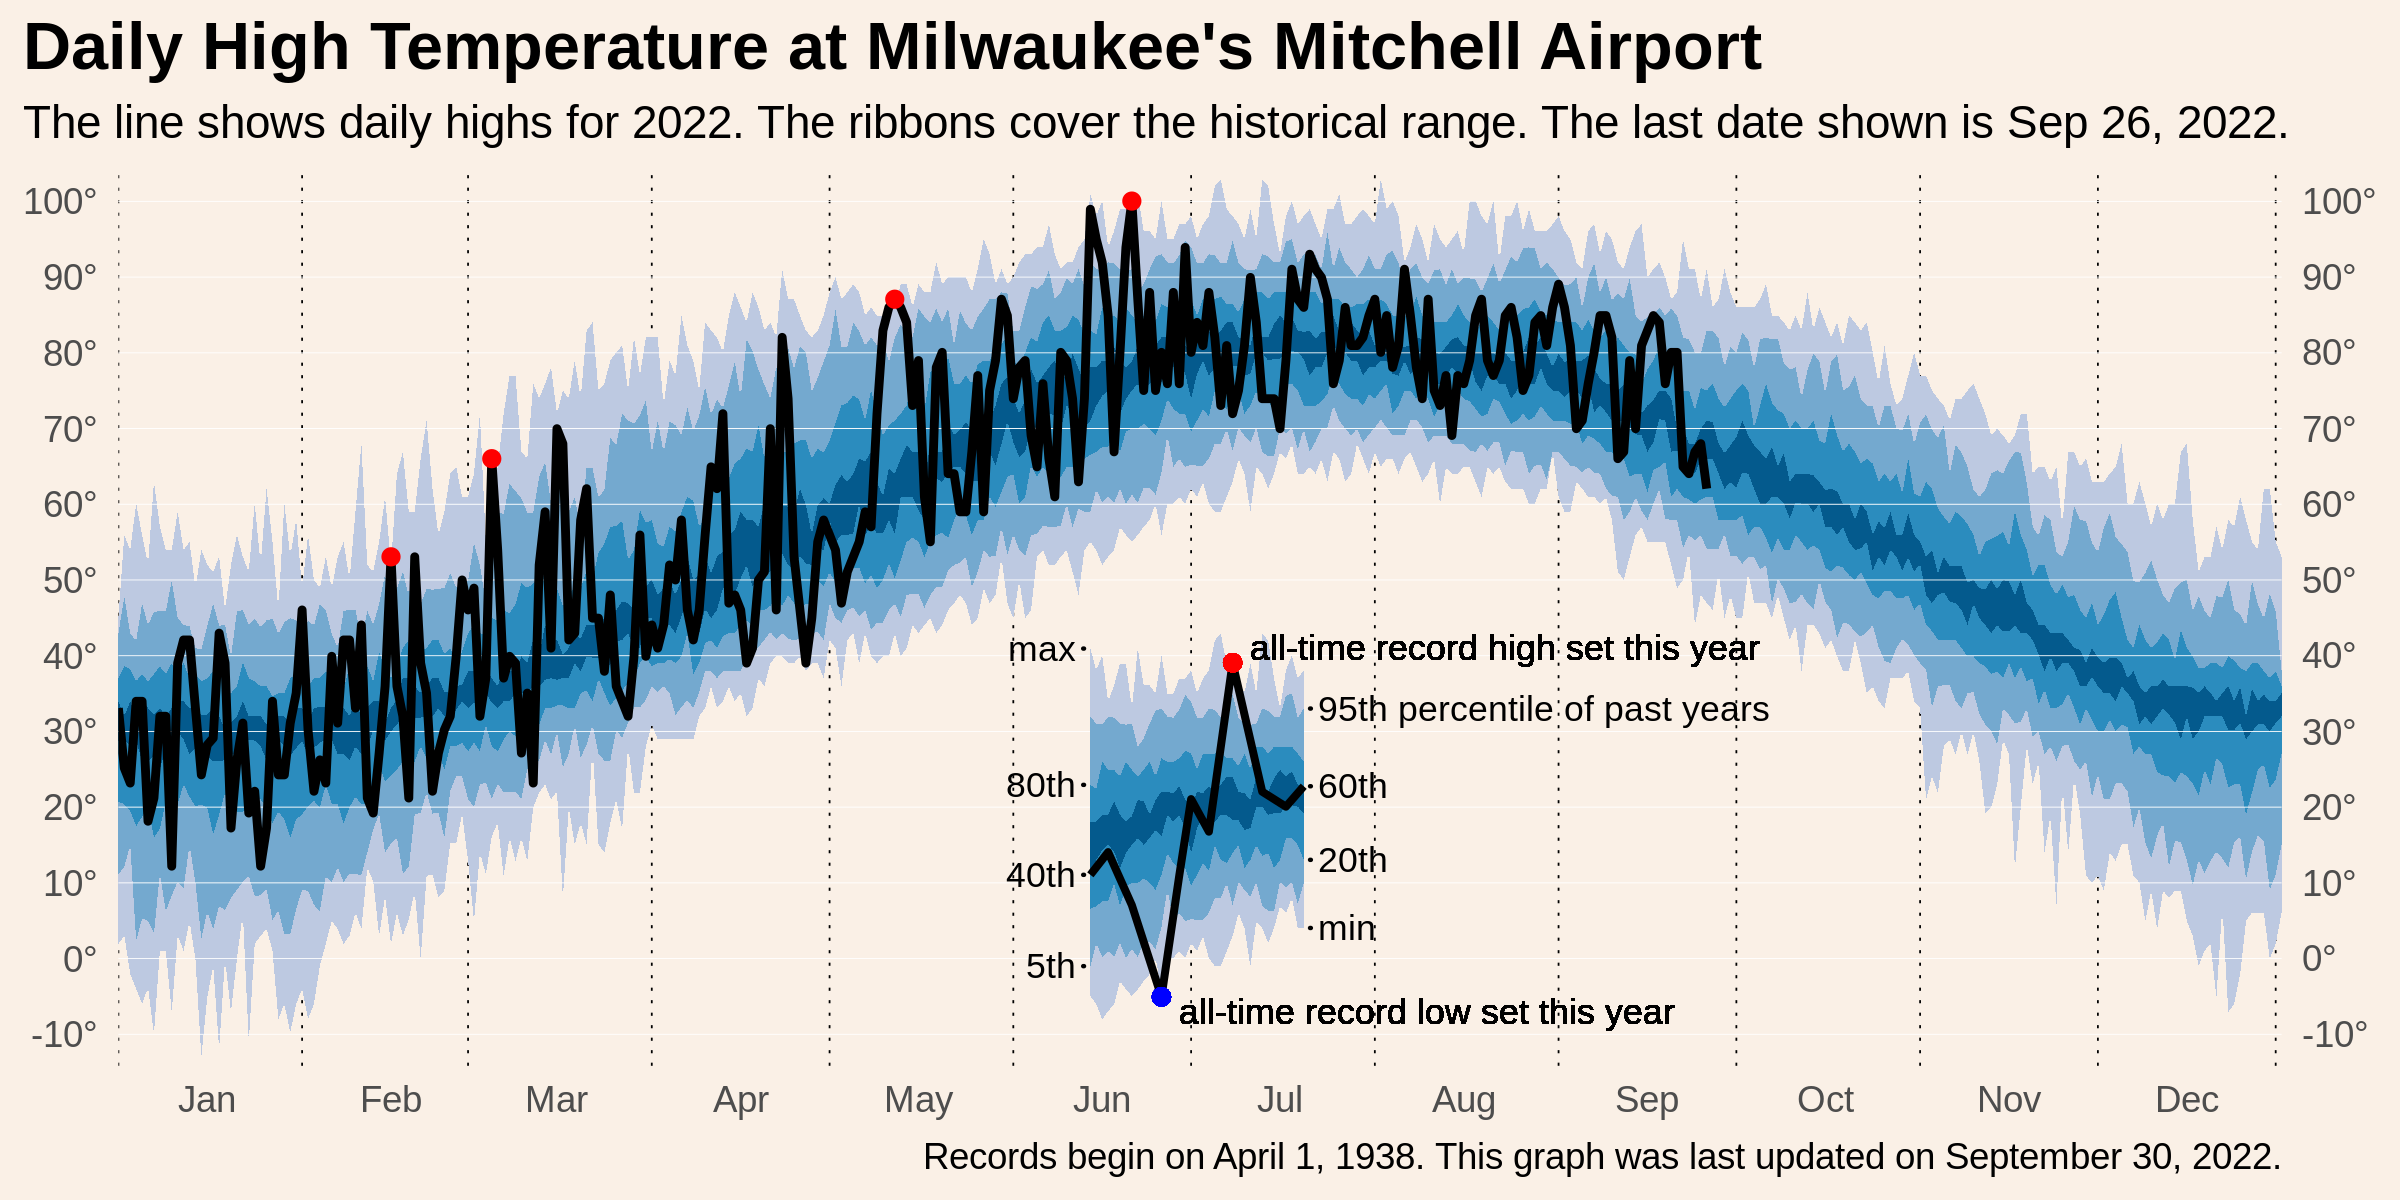 Daily High Temperature at Milwaukee's Mitchell Airport
The line shows daily highs for 2022. The ribbons cover the historical range. The last date shown is Sep 26, 2022.
100° 100°
90° 90°
80° 80°
70° 70°
60° 60°
50° 50°
max all-time record high set this year
40° 40°
95th percentile of past years
30° 30°
80th 60th
20° 20°
40th 20th
10° 10°
min
5th
0° 0°
all-time record low set this year
-10° -10°
Jan Feb Mar Apr May Jun Jul Aug Sep Oct Nov Dec
Records begin on April 1, 1938. This graph was last updated on September 30, 2022.